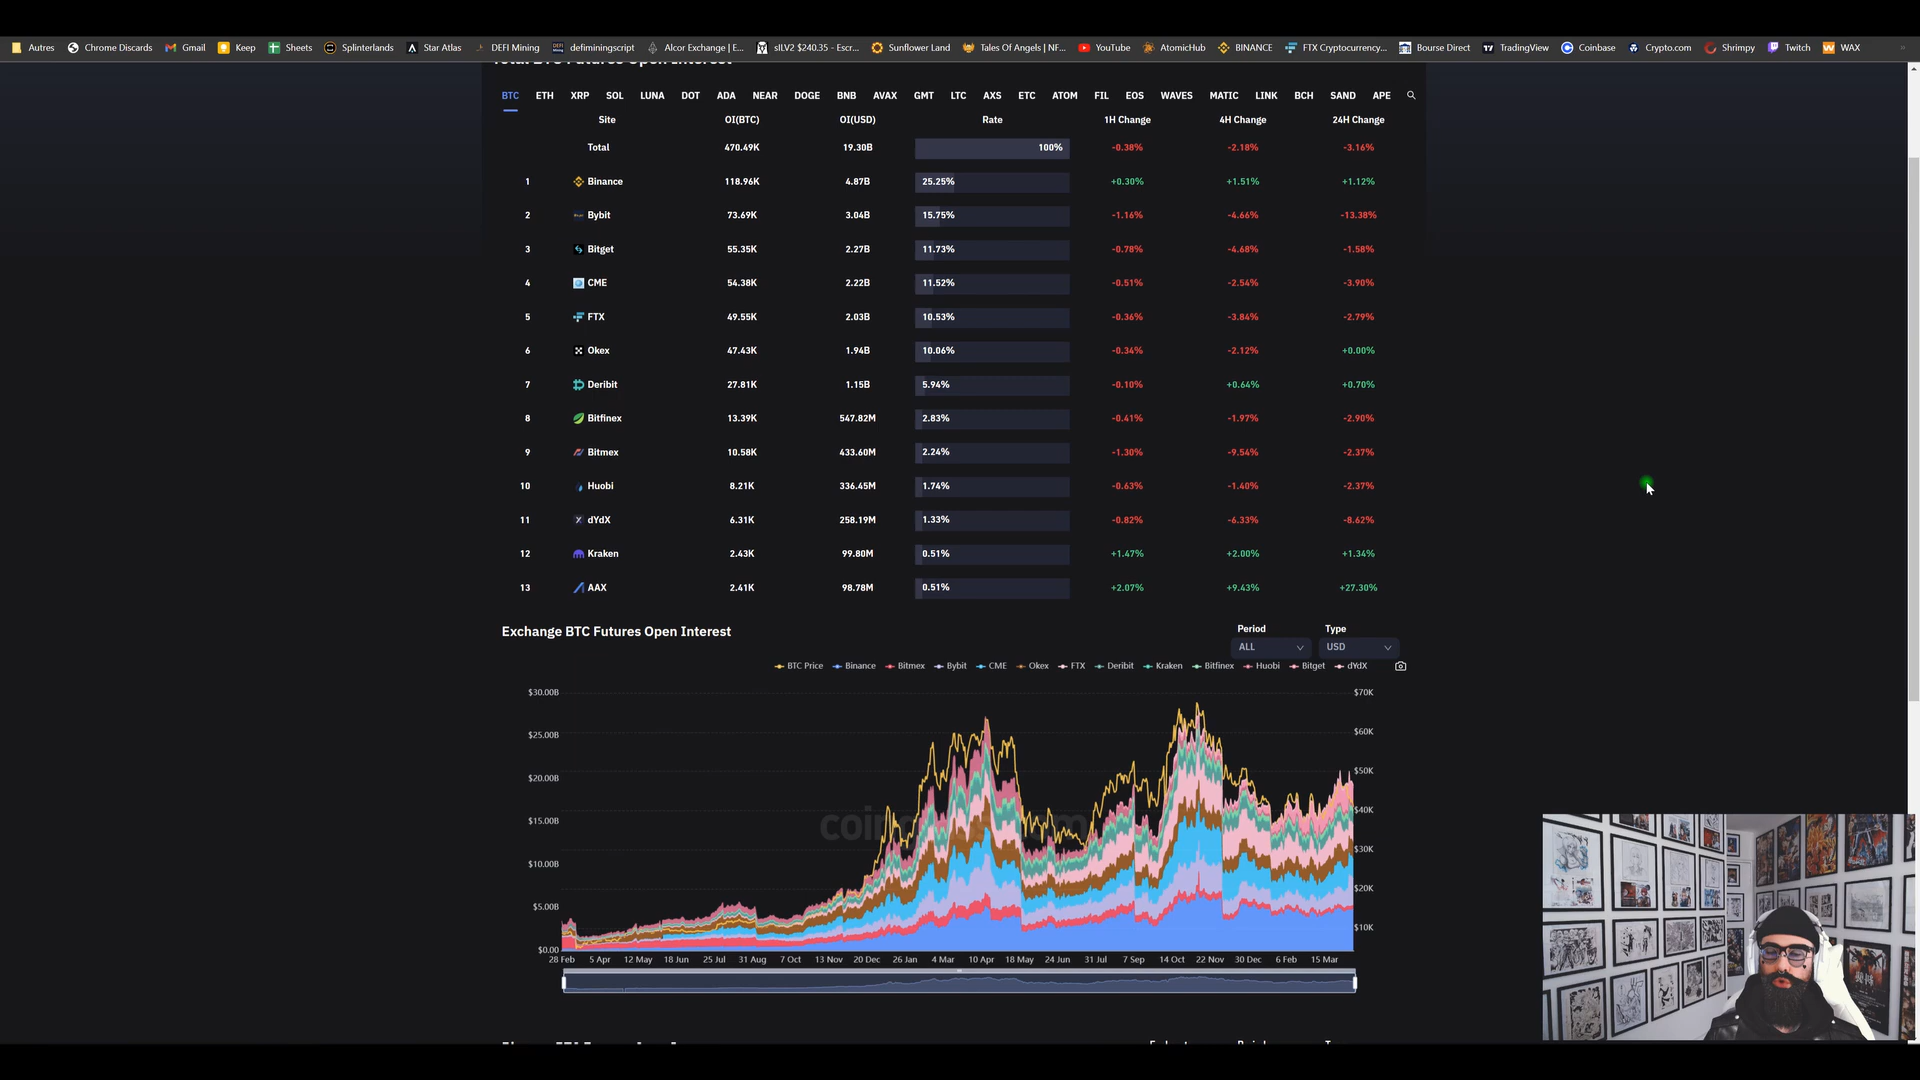 Autres Chrome Discards Gmail Keep Sheets Splinterlands Star Atlas DEFI Mining defiminingscript Alcor Exchange | E... sILV2 $240.35 - Escr... Sunflower Land Tales Of Angels | NF... YouTube AtomicHub BINANCE FTX Cryptocurrency... Bourse Direct TradingView Coinbase Crypto.com Shrimpy Twitch WAX »
Total BTC Futures Open Interest
BTC ETH XRP SOL LUNA DOT ADA NEAR DOGE BNB AVAX GMT LTC AXS ETC ATOM FIL EOS WAVES MATIC LINK BCH SAND APE
Site OI(BTC) OI(USD) Rate 1H Change 4H Change 24H Change
Total 470.49K 19.30B 100% -0.38% -2.18% -3.16%
1 Binance 118.96K 4.87B 25.25% +0.30% +1.51% +1.12%
2 Bybit 73.69K 3.04B 15.75% -1.16% -4.66% -13.38%
3 Bitget 55.35K 2.27B 11.73% -0.78% -4.68% -1.58%
4 CME 54.38K 2.22B 11.52% -0.51% -2.54% -3.90%
5 FTX 49.55K 2.03B 10.53% -0.36% -3.84% -2.79%
6 Okex 47.43K 1.94B 10.06% -0.34% -2.12% +0.00%
7 Deribit 27.81K 1.15B 5.94% -0.10% +0.64% +0.70%
8 Bitfinex 13.39K 547.82M 2.83% -0.41% -1.97% -2.90%
9 Bitmex 10.58K 433.60M 2.24% -1.30% -9.54% -2.37%
10 Huobi 8.21K 336.45M 1.74% -0.63% -1.40% -2.37%
11 dYdX 6.31K 258.19M 1.33% -0.82% -6.33% -8.62%
12 Kraken 2.43K 99.80M 0.51% +1.47% +2.00% +1.34%
13 AAX 2.41K 98.78M 0.51% +2.07% +9.43% +27.30%
Exchange BTC Futures Open Interest Period Type
ALL USD
BTC Price Binance Bitmex Bybit CME Okex FTX Deribit Kraken Bitfinex Huobi Bitget dYdX
$30.00B $70K
$25.00B $60K
$20.00B $50K
$15.00B $40K
$10.00B $30K
$5.00B $20K
$0.00 $10K
28 Feb 5 Apr 12 May 18 Jun 25 Jul 31 Aug 7 Oct 13 Nov 20 Dec 26 Jan 4 Mar 10 Apr 18 May 24 Jun 31 Jul 7 Sep 14 Oct 22 Nov 30 Dec 6 Feb 15 Mar